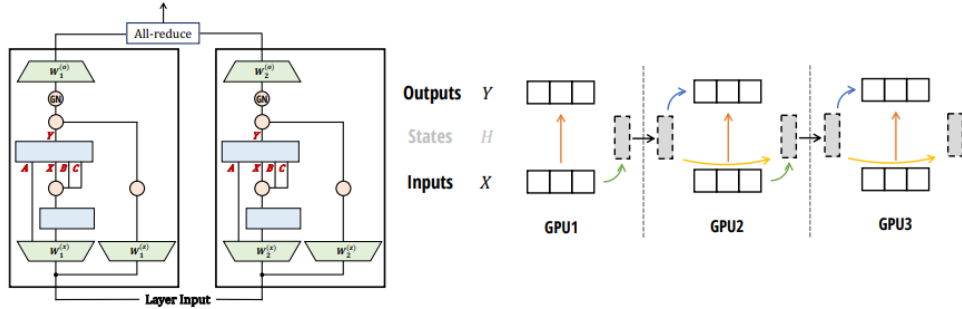 All-reduce
W_1^{(o)}
GN
Y
A X B C
W_1^{(x)} W_1^{(z)}
W_2^{(o)}
GN
Y
A X B C
W_2^{(x)} W_2^{(z)}
Layer Input
Outputs Y
States H
Inputs X
GPU1 GPU2 GPU3